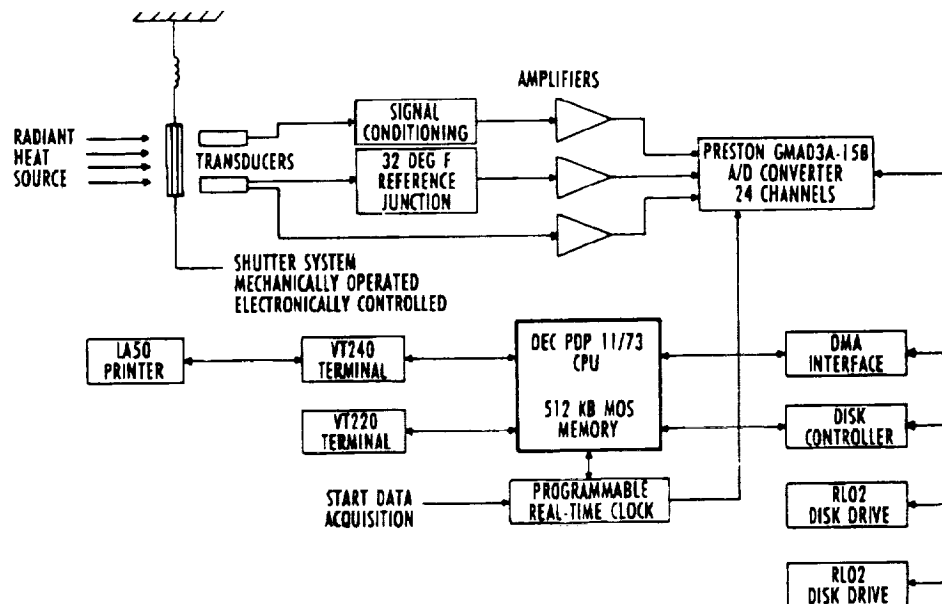 AMPLIFIERS
RADIANT
HEAT
SOURCE
TRANSDUCERS
SIGNAL
CONDITIONING
32 DEG F
REFERENCE
JUNCTION
PRESTON GMAD3A-15B
A/D CONVERTER
24 CHANNELS
SHUTTER SYSTEM
MECHANICALLY OPERATED
ELECTRONICALLY CONTROLLED
LA50
PRINTER
VT240
TERMINAL
DEC PDP 11/73
CPU
512 KB MOS
MEMORY
DMA
INTERFACE
VT220
TERMINAL
DISK
CONTROLLER
START DATA
ACQUISITION
PROGRAMMABLE
REAL-TIME CLOCK
RL02
DISK DRIVE
RL02
DISK DRIVE